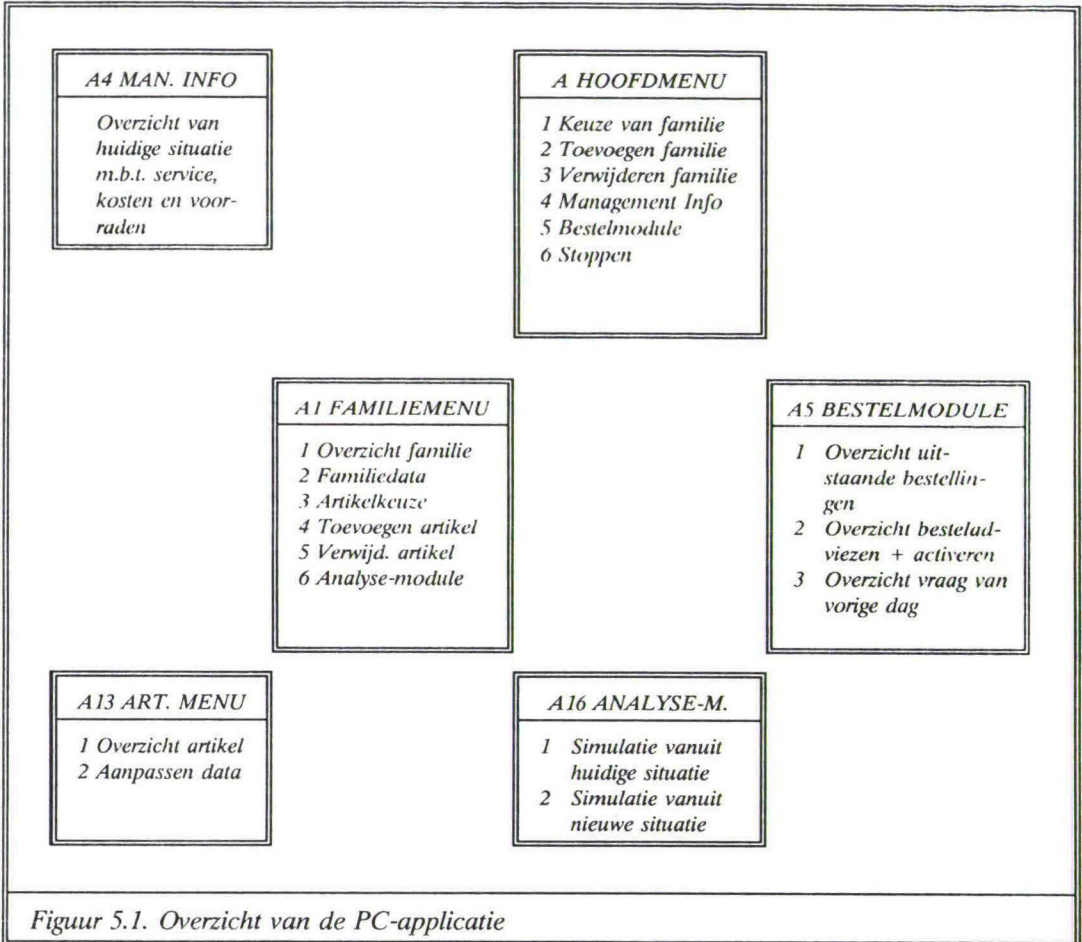 A4 MAN. INFO
Overzicht van
huidige situatie
m.b.t. service,
kosten en voor-
raden
A HOOFDMENU
1 Keuze van familie
2 Toevoegen familie
3 Verwijderen familie
4 Management Info
5 Bestelmodule
6 Stoppen
A1 FAMILIEMENU
1 Overzicht familie
2 Familiedata
3 Artikelkeuze
4 Toevoegen artikel
5 Verwijd. artikel
6 Analyse-module
A5 BESTELMODULE
1 Overzicht uit-
staande bestellin-
gen
2 Overzicht bestelad-
viezen + activeren
3 Overzicht vraag van
vorige dag
A13 ART. MENU
1 Overzicht artikel
2 Aanpassen data
A16 ANALYSE-M.
1 Simulatie vanuit
huidige situatie
2 Simulatie vanuit
nieuwe situatie
Figuur 5.1. Overzicht van de PC-applicatie